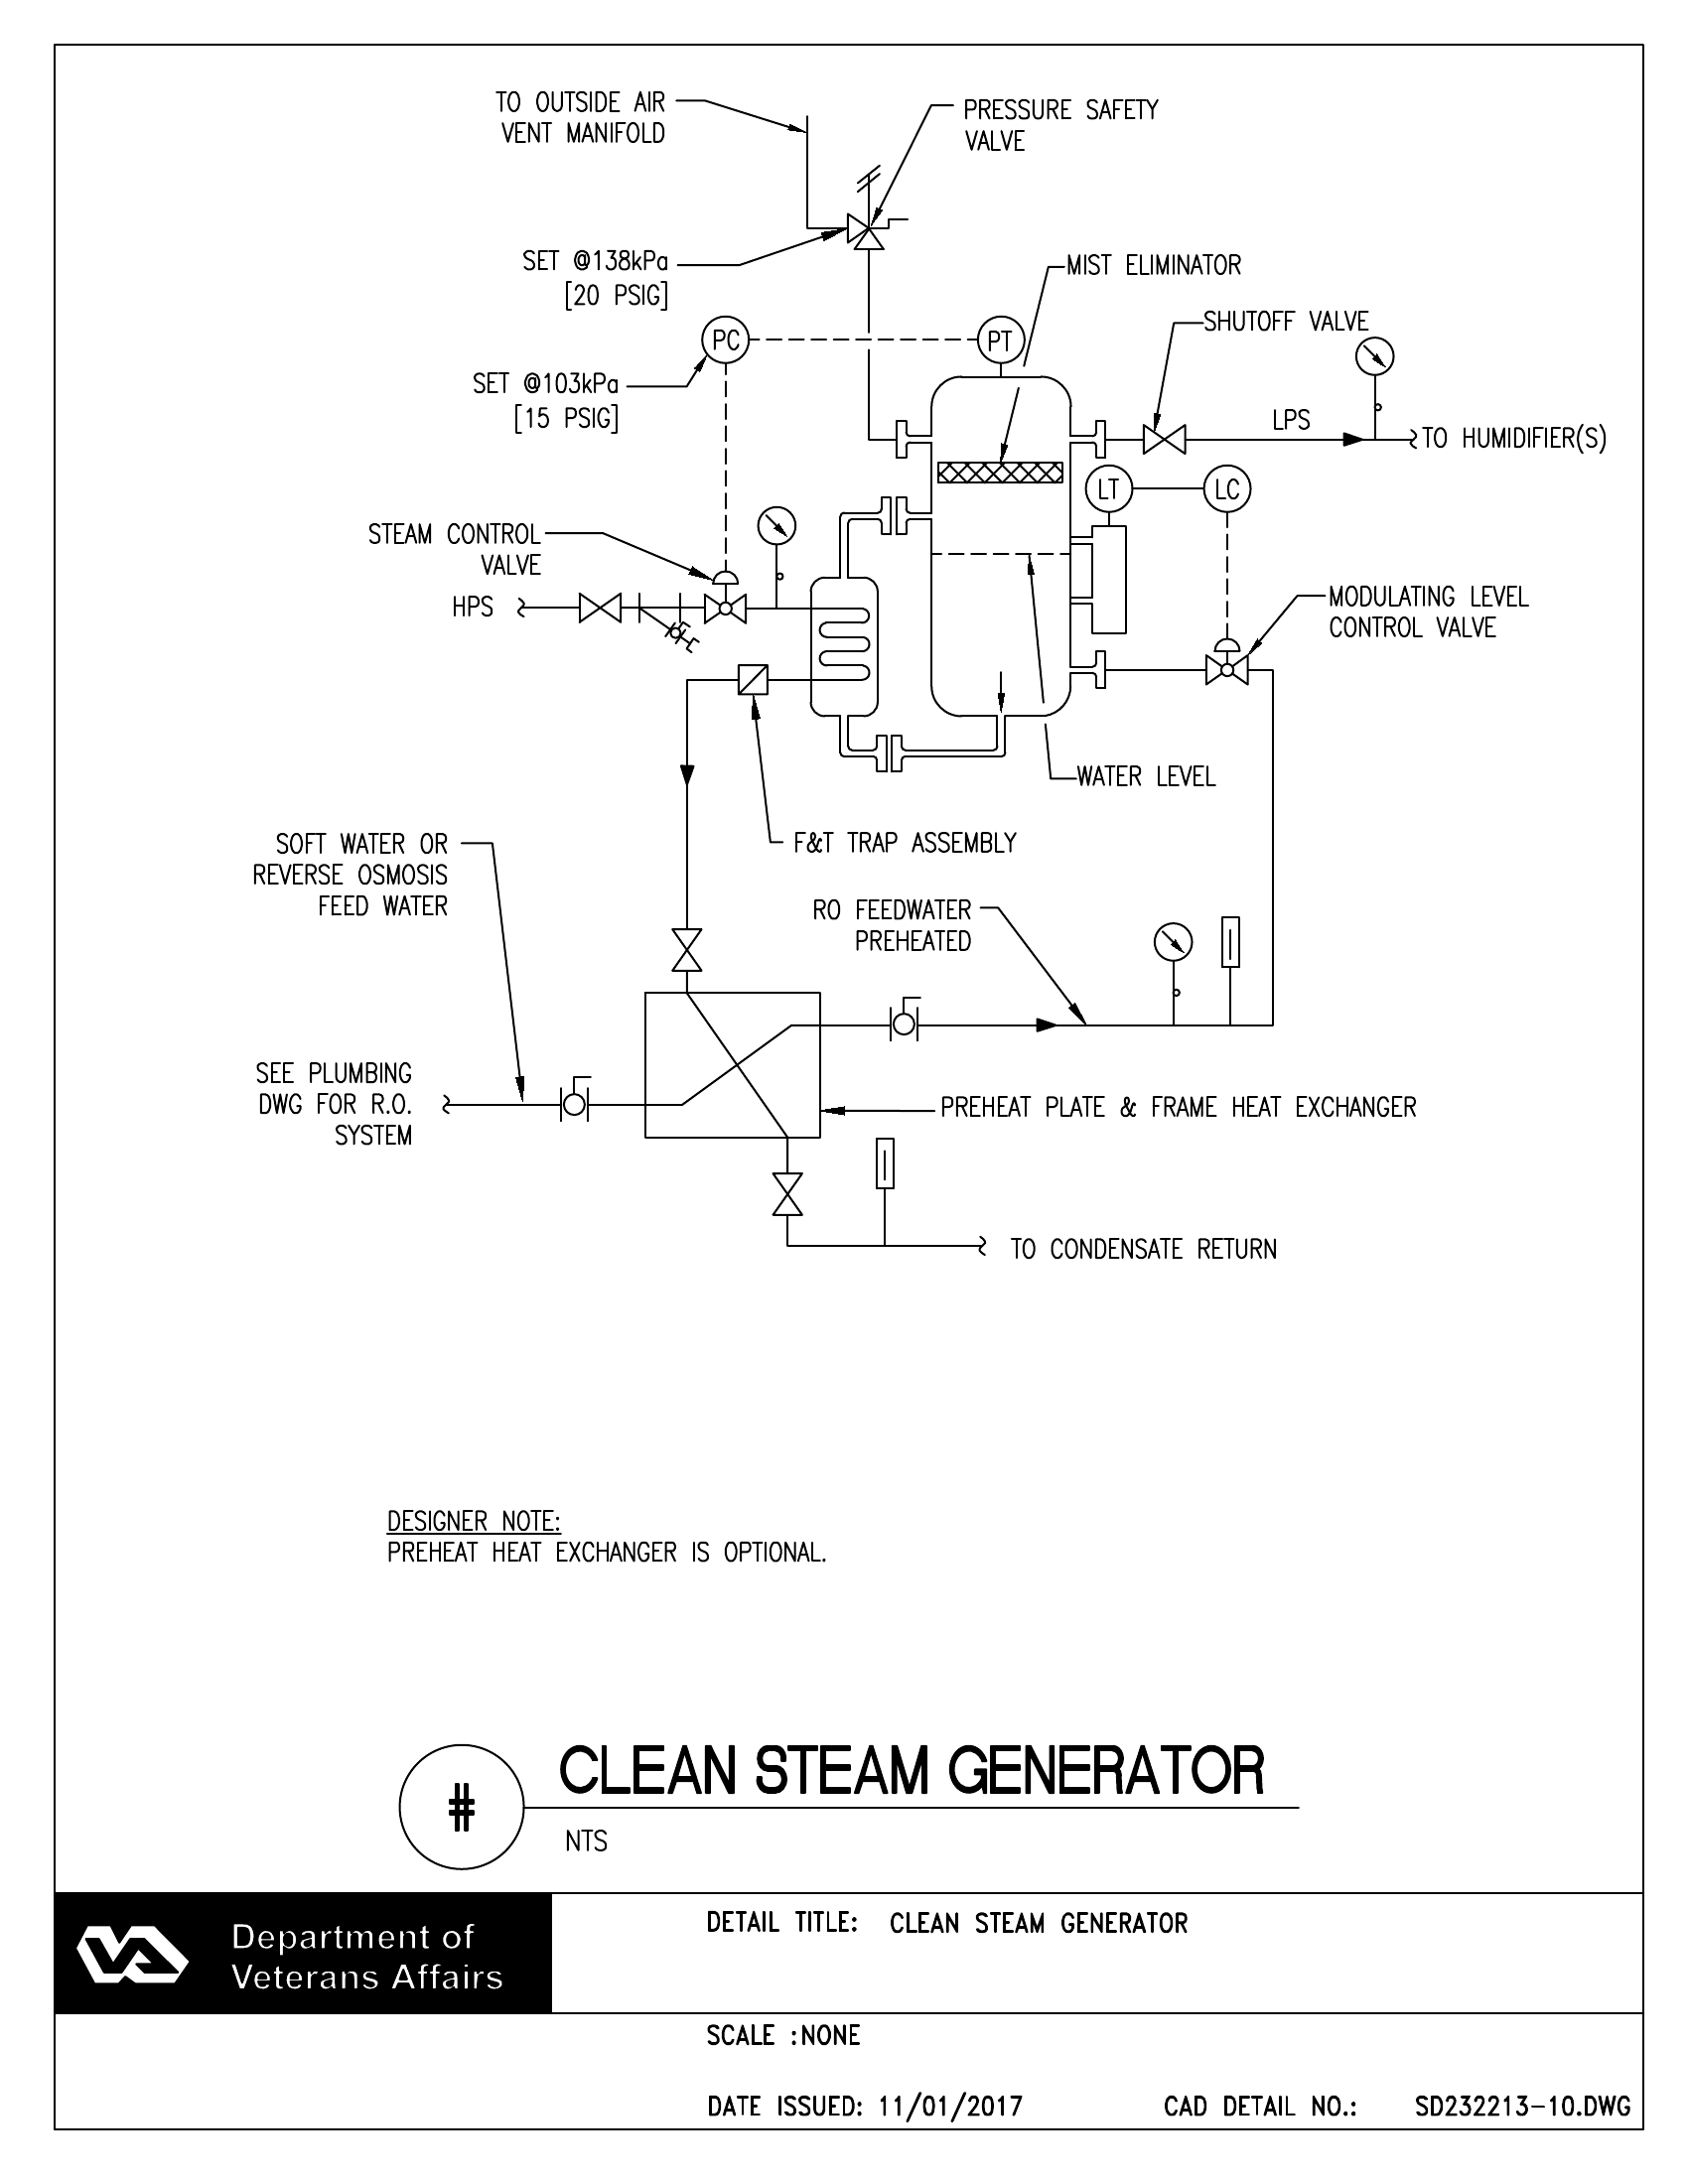 TO OUTSIDE AIR
VENT MANIFOLD
PRESSURE SAFETY
VALVE
SET @138kPa
[20 PSIG]
MIST ELIMINATOR
SHUTOFF VALVE
PC
PT
SET @103kPa
[15 PSIG]
LPS
TO HUMIDIFIER(S)
LT
LC
STEAM CONTROL
VALVE
HPS
MODULATING LEVEL
CONTROL VALVE
WATER LEVEL
F&T TRAP ASSEMBLY
SOFT WATER OR
REVERSE OSMOSIS
FEED WATER
RO FEEDWATER
PREHEATED
SEE PLUMBING
DWG FOR R.O.
SYSTEM
PREHEAT PLATE & FRAME HEAT EXCHANGER
TO CONDENSATE RETURN
DESIGNER NOTE:
PREHEAT HEAT EXCHANGER IS OPTIONAL.
#
CLEAN STEAM GENERATOR
NTS
VA
Department of
Veterans Affairs
DETAIL TITLE: CLEAN STEAM GENERATOR
SCALE :NONE
DATE ISSUED: 11/01/2017
CAD DETAIL NO.: SD232213-10.DWG